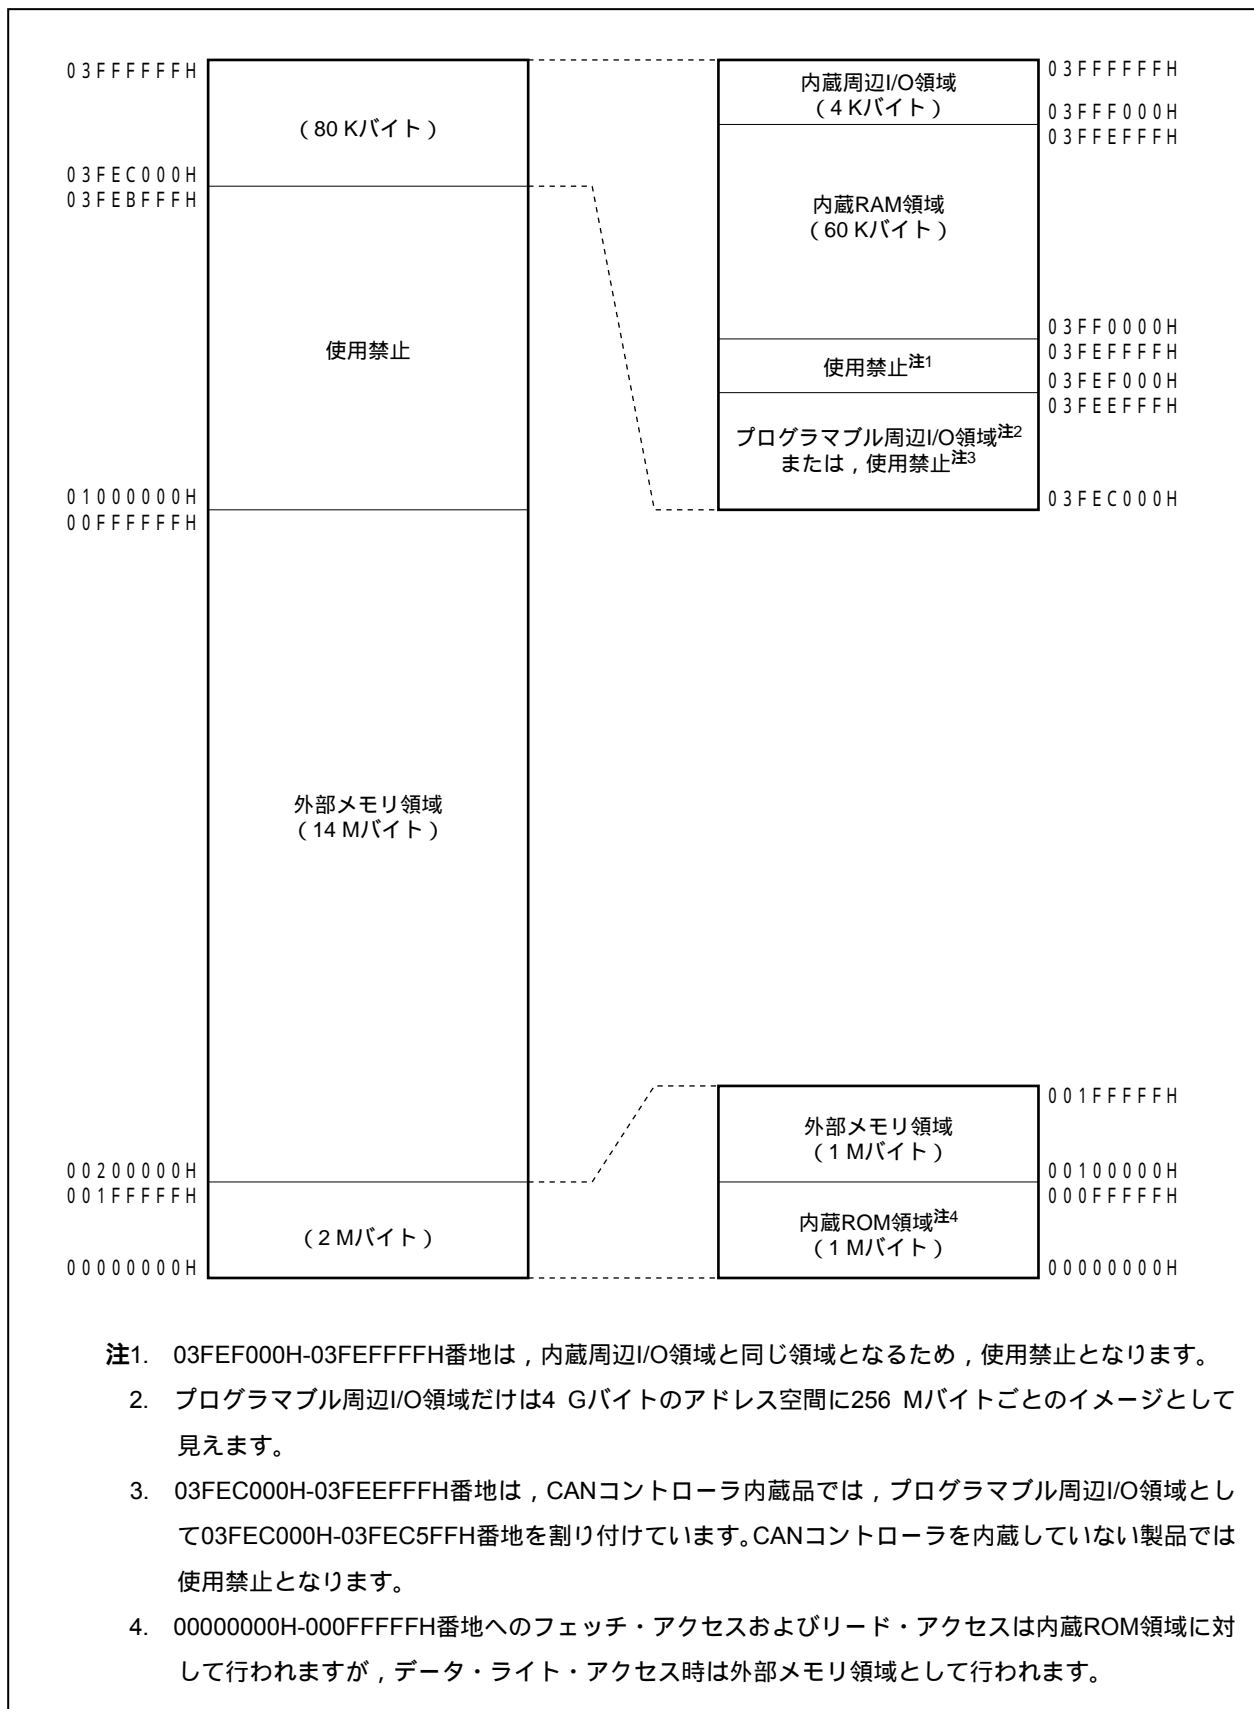 03FFFFFFH
（80 Kバイト）
03FEC000H
03FEBFFFH
使用禁止
01000000H
00FFFFFFH
外部メモリ領域
（14 Mバイト）
00200000H
001FFFFFH
（2 Mバイト）
00000000H
内蔵周辺I/O領域
（4 Kバイト）
03FFFFFFH
03FFF000H
03FFEFFFH
内蔵RAM領域
（60 Kバイト）
03FF0000H
03FEFFFFH
使用禁止注1
03FEF000H
03FEEFFFH
プログラマブル周辺I/O領域注2
または，使用禁止注3
03FEC000H
001FFFFFH
外部メモリ領域
（1 Mバイト）
00100000H
000FFFFFH
内蔵ROM領域注4
（1 Mバイト）
00000000H
注1. 03FEF000H-03FEFFFFH番地は，内蔵周辺I/O領域と同じ領域となるため，使用禁止となります。
2. プログラマブル周辺I/O領域だけは4 Gバイトのアドレス空間に256 Mバイトごとのイメージとして
見えます。
3. 03FEC000H-03FEEFFFH番地は，CANコントローラ内蔵品では，プログラマブル周辺I/O領域とし
て03FEC000H-03FEC5FFH番地を割り付けています。CANコントローラを内蔵していない製品では
使用禁止となります。
4. 00000000H-000FFFFFH番地へのフェッチ・アクセスおよびリード・アクセスは内蔵ROM領域に対
して行われますが，データ・ライト・アクセス時は外部メモリ領域として行われます。